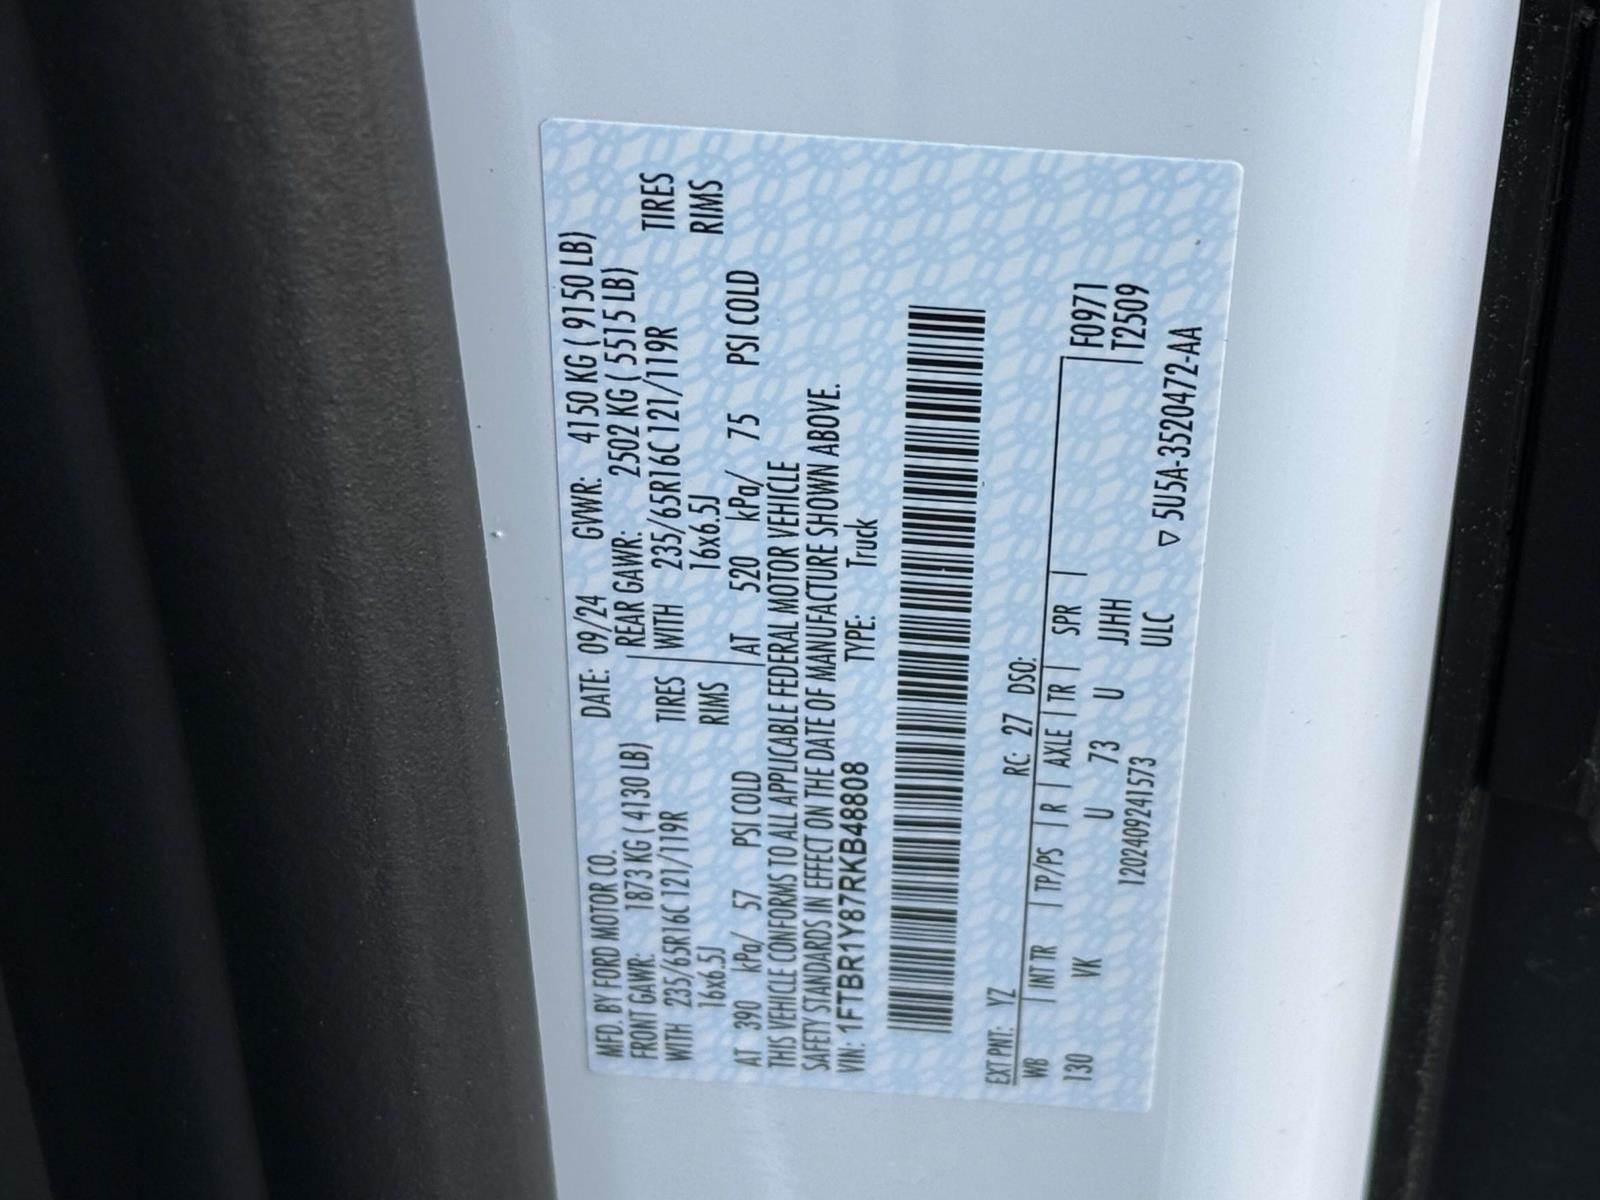 MFD. BY FORD MOTOR CO. DATE: 09/24 GVWR: 4150 KG ( 9150 LB)
FRONT GAWR: 1873 KG ( 4130 LB) REAR GAWR: 2502 KG ( 5515 LB)
WITH 235/65R16C 121/119R TIRES WITH 235/65R16C 121/119R TIRES
16x6.5J RIMS 16x6.5J RIMS
AT 390 kPa/ 57 PSI COLD AT 520 kPa/ 75 PSI COLD
THIS VEHICLE CONFORMS TO ALL APPLICABLE FEDERAL MOTOR VEHICLE
SAFETY STANDARDS IN EFFECT ON THE DATE OF MANUFACTURE SHOWN ABOVE.
VIN: 1FTBR1Y87RKB48808 TYPE: Truck
EXT PNT: YZ RC: 27 DSO:
WB INT TR TP/PS R AXLE TR SPR F0971
130 VK U 73 U JJHH T2509
1202409241573 ULC
▽ 5U5A-3520472-AA